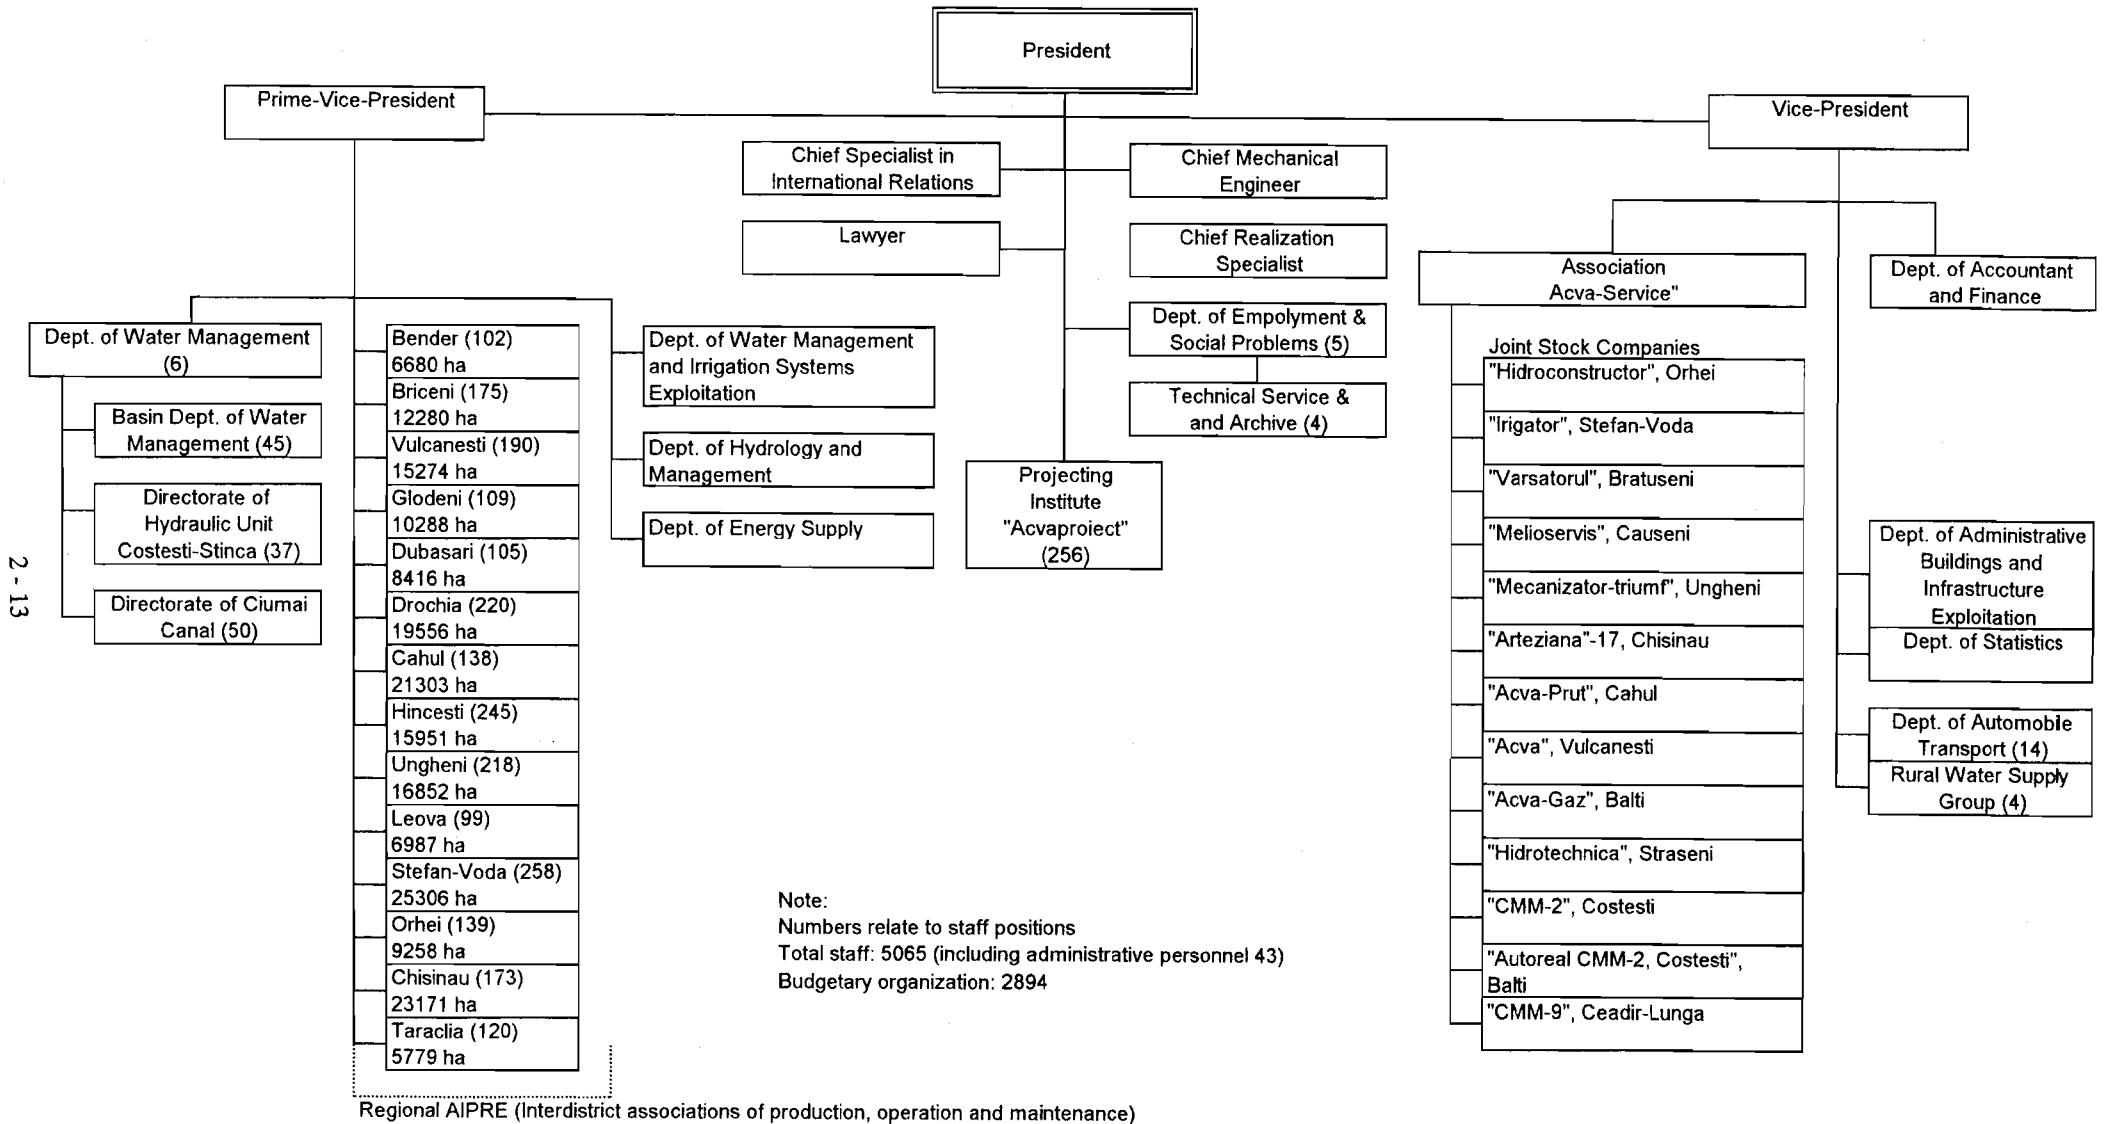 President
Prime-Vice-President
Vice-President
Chief Specialist in
International Relations
Chief Mechanical
Engineer
Lawyer
Chief Realization
Specialist
Dept. of Empolyment &
Social Problems (5)
Technical Service &
and Archive (4)
Projecting
Institute
"Acvaproiect"
(256)
Dept. of Water Management
(6)
Basin Dept. of Water
Management (45)
Directorate of
Hydraulic Unit
Costesti-Stinca (37)
Directorate of Ciumai
Canal (50)
Bender (102)
6680 ha
Briceni (175)
12280 ha
Vulcanesti (190)
15274 ha
Glodeni (109)
10288 ha
Dubasari (105)
8416 ha
Drochia (220)
19556 ha
Cahul (138)
21303 ha
Hincesti (245)
15951 ha
Ungheni (218)
16852 ha
Leova (99)
6987 ha
Stefan-Voda (258)
25306 ha
Orhei (139)
9258 ha
Chisinau (173)
23171 ha
Taraclia (120)
5779 ha
Regional AIPRE (Interdistrict associations of production, operation and maintenance)
Dept. of Water Management
and Irrigation Systems
Exploitation
Dept. of Hydrology and
Management
Dept. of Energy Supply
Association
Acva-Service"
Dept. of Accountant
and Finance
Joint Stock Companies
"Hidroconstructor", Orhei
"Irigator", Stefan-Voda
"Varsatorul", Bratuseni
"Melioservis", Causeni
"Mecanizator-triumf", Ungheni
"Arteziana"-17, Chisinau
"Acva-Prut", Cahul
"Acva", Vulcanesti
"Acva-Gaz", Balti
"Hidrotechnica", Straseni
"CMM-2", Costesti
"Autoreal CMM-2, Costesti",
Balti
"CMM-9", Ceadir-Lunga
Dept. of Administrative
Buildings and
Infrastructure
Exploitation
Dept. of Statistics
Dept. of Automobile
Transport (14)
Rural Water Supply
Group (4)
Note:
Numbers relate to staff positions
Total staff: 5065 (including administrative personnel 43)
Budgetary organization: 2894
2 - 13